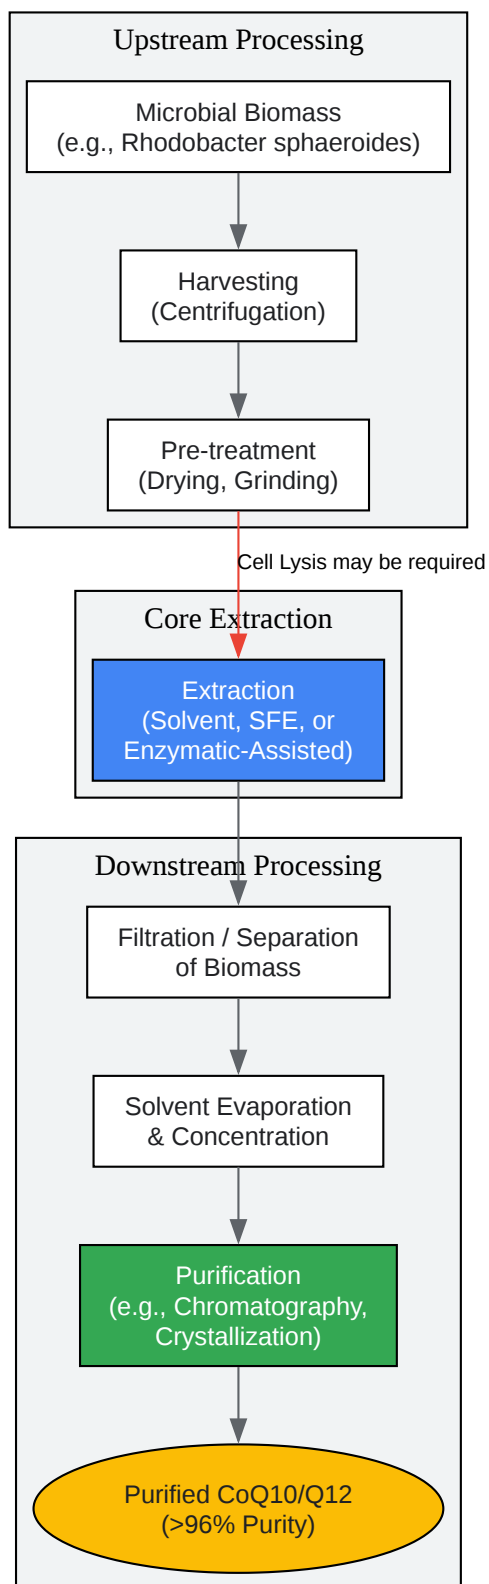 Upstream Processing
Microbial Biomass
(e.g., Rhodobacter sphaeroides)
Harvesting
(Centrifugation)
Pre-treatment
(Drying, Grinding)
Cell Lysis may be required
Core Extraction
Extraction
(Solvent, SFE, or
Enzymatic-Assisted)
Downstream Processing
Filtration / Separation
of Biomass
Solvent Evaporation
& Concentration
Purification
(e.g., Chromatography,
Crystallization)
Purified CoQ10/Q12
(>96% Purity)